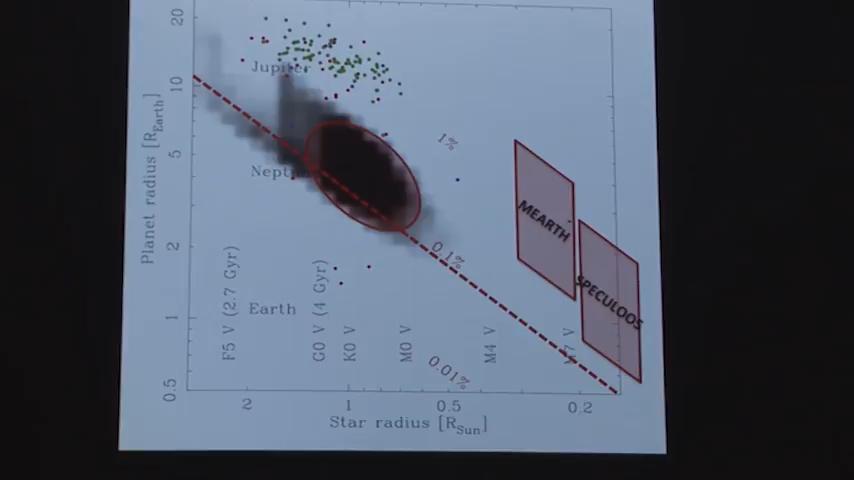 20
10
5
2
1
0.5
Planet radius [R_Earth]
Jupiter
Earth
1%
0.1%
0.01%
MEARTH
SPECULOOS
F5 V (2.7 Gyr)
G0 V (4 Gyr)
K0 V
M0 V
M4 V
7 V
2
1
0.5
0.2
Star radius [R_Sun]